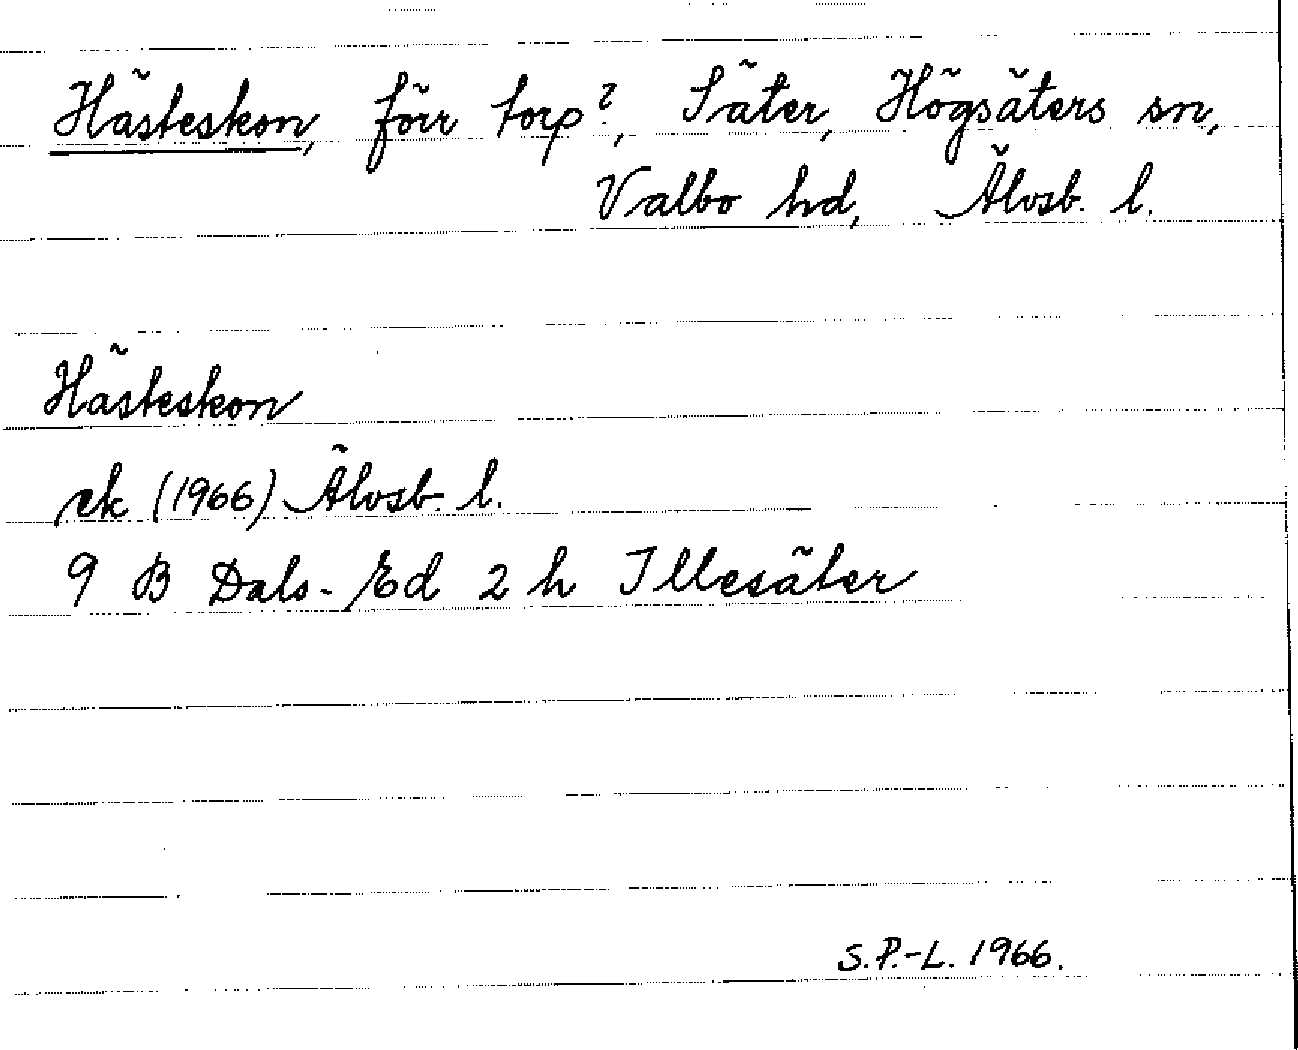 Hästeskon, förr torp?, Säter, Högsäters sn,
Valbo hd, Älvsb. l.
Hästeskon
ek (1966) Älvsb. l.
9 B Dals-Ed 2 h Illesäter
S.P.-L. 1966.